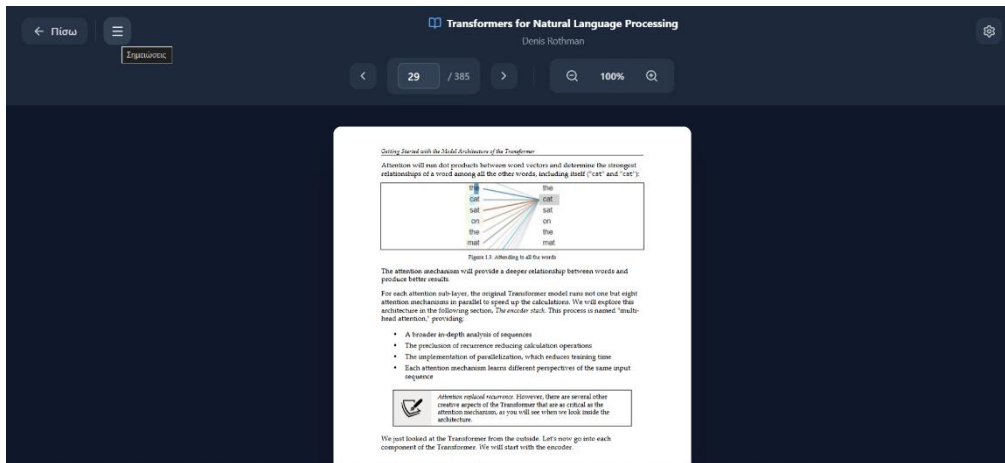 ← Πίσω
Σημειώσεις
Transformers for Natural Language Processing
Denis Rothman
29 / 385
100%
Getting Started with the Model Architecture of the Transformer
Attention will run dot products between word vectors and determine the strongest
relationships of a word among all the other words, including itself ("cat" and "cat"):
the the
cat cat
sat sat
on on
the the
mat mat
Figure 1.3: Attending to all the words
The attention mechanism will provide a deeper relationship between words and
produce better results.
For each attention sub-layer, the original Transformer model runs not one but eight
attention mechanisms in parallel to speed up the calculations. We will explore this
architecture in the following section, The encoder stack. This process is named "multi-
head attention," providing:
• A broader in-depth analysis of sequences
• The preclusion of recurrence reducing calculation operations
• The implementation of parallelization, which reduces training time
• Each attention mechanism learns different perspectives of the same input
sequence
Attention replaced recurrence. However, there are several other
creative aspects of the Transformer that are as critical as the
attention mechanism, as you will see when we look inside the
architecture.
We just looked at the Transformer from the outside. Let's now go into each
component of the Transformer. We will start with the encoder.